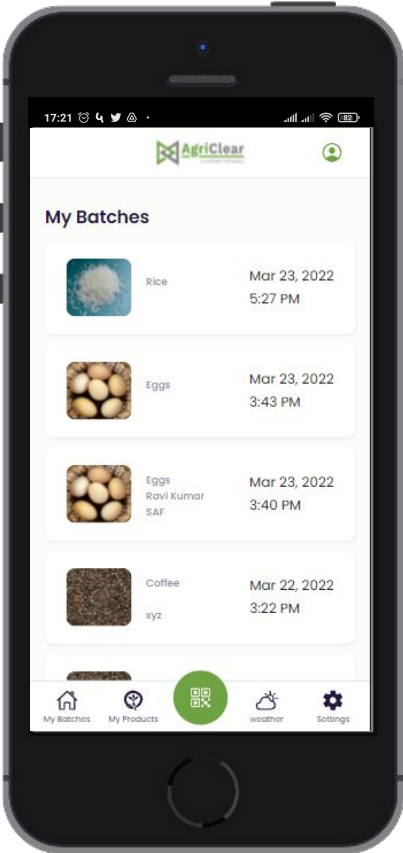 17:21
82
AgriClear
My Batches
Rice
Mar 23, 2022
5:27 PM
Eggs
Mar 23, 2022
3:43 PM
Eggs
Ravi Kumar
SAF
Mar 23, 2022
3:40 PM
Coffee
xyz
Mar 22, 2022
3:22 PM
My Batches
My Products
weather
Settings